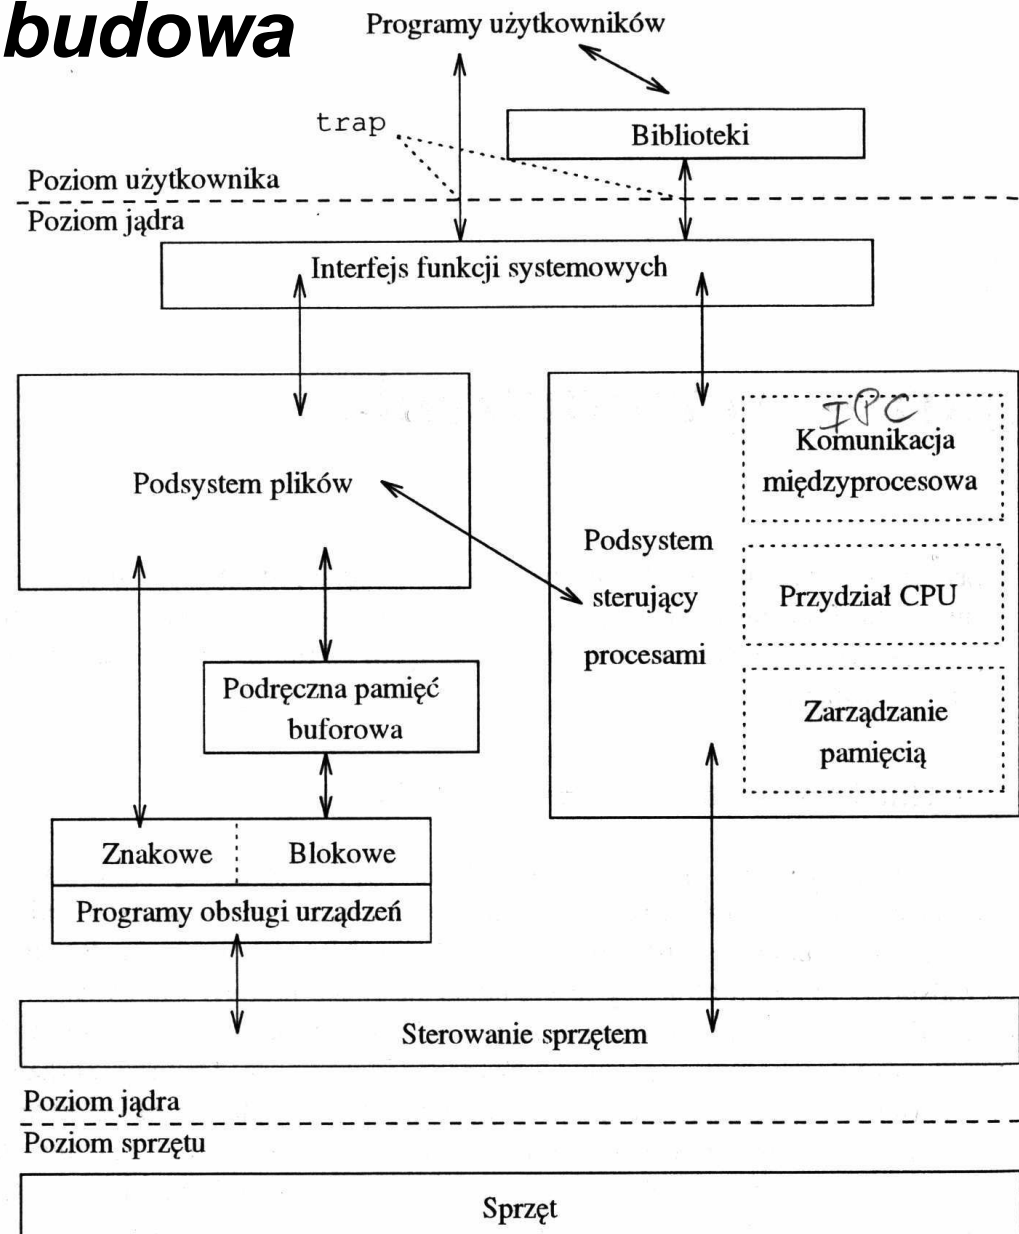 budowa
Programy użytkowników
trap
Biblioteki
Poziom użytkownika
Poziom jądra
Interfejs funkcji systemowych
Podsystem plików
IPC
Komunikacja
międzyprocesowa
Podsystem
sterujący
procesami
Przydział CPU
Zarządzanie
pamięcią
Podręczna pamięć
buforowa
Znakowe
Blokowe
Programy obsługi urządzeń
Sterowanie sprzętem
Poziom jądra
Poziom sprzętu
Sprzęt